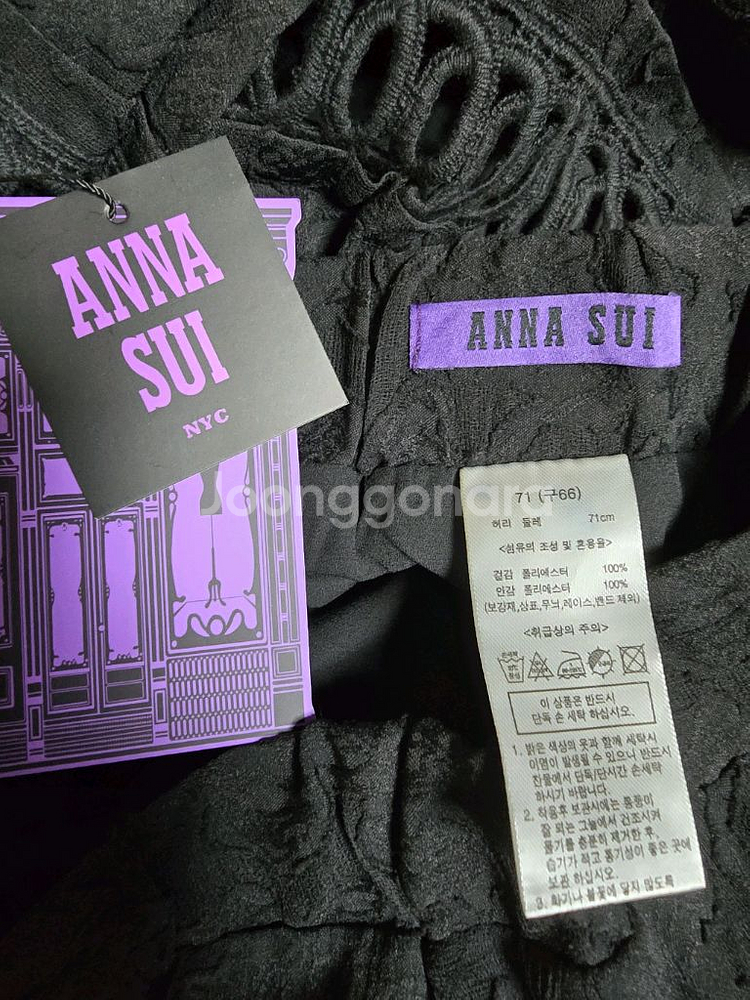 ANNA
SUI
NYC
ANNA SUI
Joonggonara
71 (구66)
허리 둘레 71cm
<섬유의 조성 및 혼용율>
겉감 폴리에스터 100%
안감 폴리에스터 100%
(보강재,심포,무늬,레이스,밴드 제외)
<취급상의 주의>
손세탁
중성
이 상품은 반드시
단독 손 세탁 하십시오.
1. 밝은 색상의 옷과 함께 세탁시
이염이 발생될 수 있으니 반드시
찬물에서 단독/단시간 손세탁
하시기 바랍니다.
2. 착용후 보관시에는 통풍이
잘 되는 그늘에서 건조시켜
물기를 충분히 제거한 후,
습기가 적고 통기성이 좋은 곳에
보관 하십시오.
3. 화기나 불꽃에 닿지 않도록